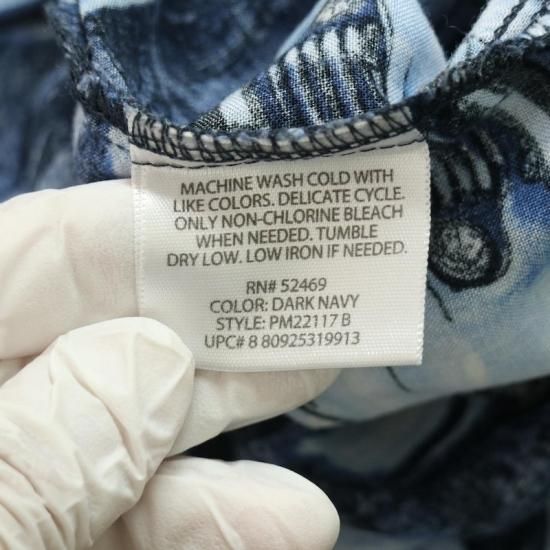 MACHINE WASH COLD WITH
LIKE COLORS. DELICATE CYCLE.
ONLY NON-CHLORINE BLEACH
WHEN NEEDED. TUMBLE
DRY LOW. LOW IRON IF NEEDED.
RN# 52469
COLOR: DARK NAVY
STYLE: PM22117 B
UPC# 8 80925319913